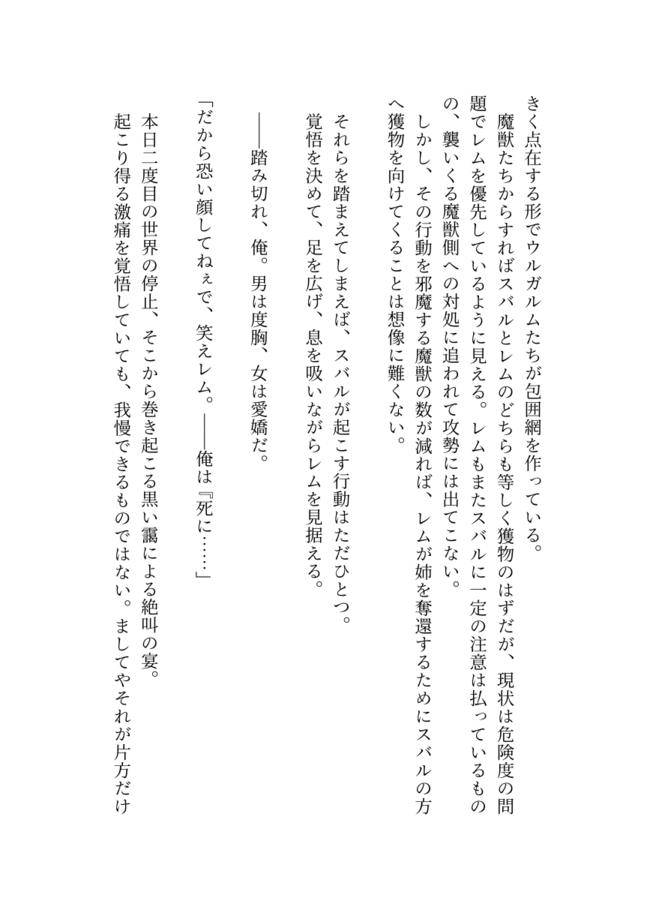 きく点在する形でウルガルムたちが包囲網を作っている。
魔獣たちからすればスバルとレムのどちらも等しく獲物のはずだが、現状は危険度の問
題でレムを優先しているように見える。レムもまたスバルに一定の注意は払っているもの
の、襲いくる魔獣側への対処に追われて攻勢には出てこない。
しかし、その行動を邪魔する魔獣の数が減れば、レムが姉を奪還するためにスバルの方
へ獲物を向けてくることは想像に難くない。
それらを踏まえてしまえば、スバルが起こす行動はただひとつ。
覚悟を決めて、足を広げ、息を吸いながらレムを見据える。
――踏み切れ、俺。男は度胸、女は愛嬌だ。
「だから恐い顔してねぇで、笑えレム。――俺は『死に……」
本日二度目の世界の停止、そこから巻き起こる黒い靄による絶叫の宴。
起こり得る激痛を覚悟していても、我慢できるものではない。ましてやそれが片方だけ